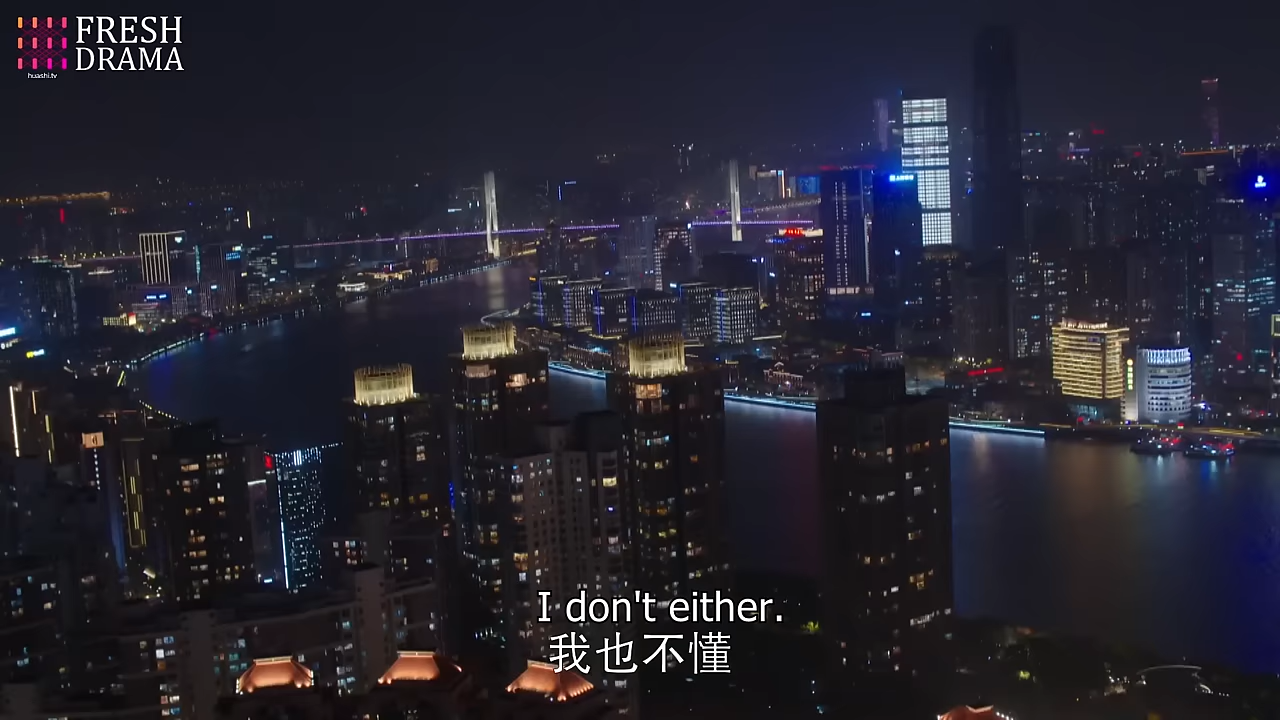 FRESH
DRAMA
huashi.tv
I don't either.
我也不懂